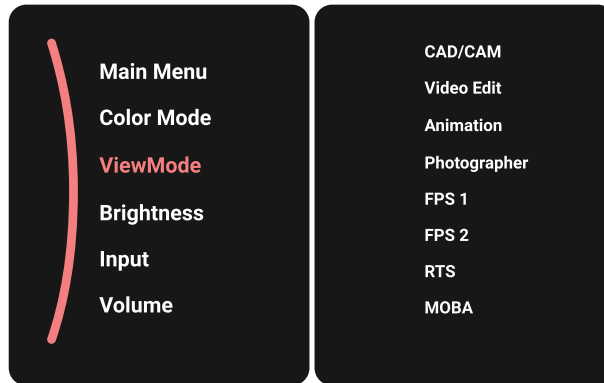 Main Menu
Color Mode
ViewMode
Brightness
Input
Volume
CAD/CAM
Video Edit
Animation
Photographer
FPS 1
FPS 2
RTS
MOBA